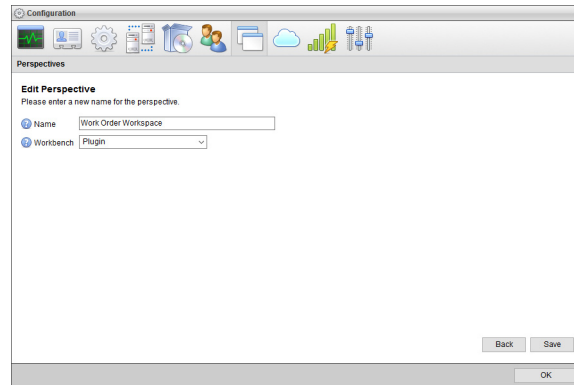 Configuration
Perspectives
Edit Perspective
Please enter a new name for the perspective.
Name Work Order Workspace
Workbench Plugin
Back Save
OK